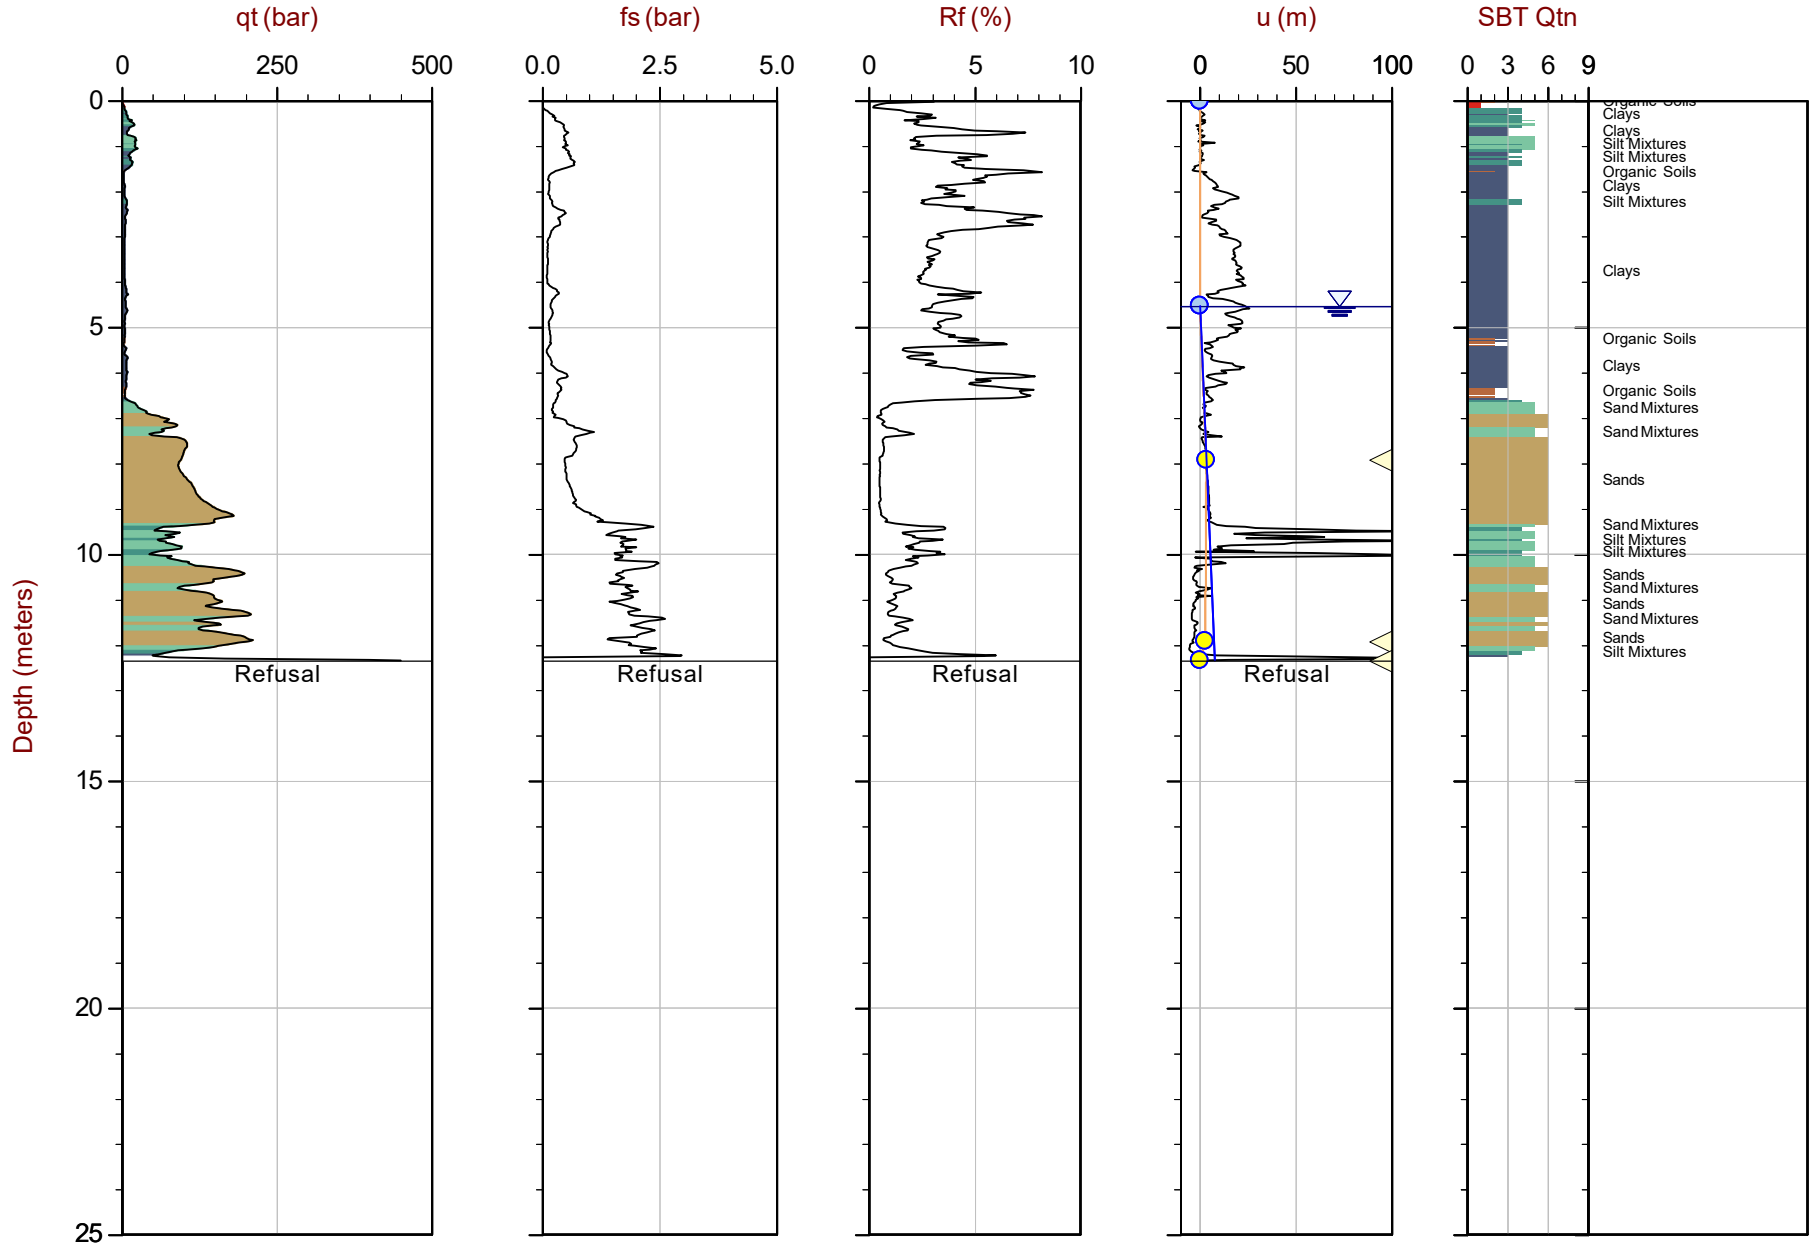 qt (bar) fs (bar) Rf (%) u (m) SBT Qtn
0 250 500 0.0 2.5 5.0 0 5 10 0 50 100 0 3 6 9
0
Organic Soils
Clays
Clays
Silt Mixtures
Silt Mixtures
Organic Soils
Clays
Silt Mixtures
Clays
5
Organic Soils
Clays
Organic Soils
Sand Mixtures
Sand Mixtures
Sands
Sand Mixtures
Silt Mixtures
10
Silt Mixtures
Sands
Sand Mixtures
Sands
Sand Mixtures
Sands
Silt Mixtures
Refusal Refusal Refusal Refusal
Depth (meters)
15
20
25